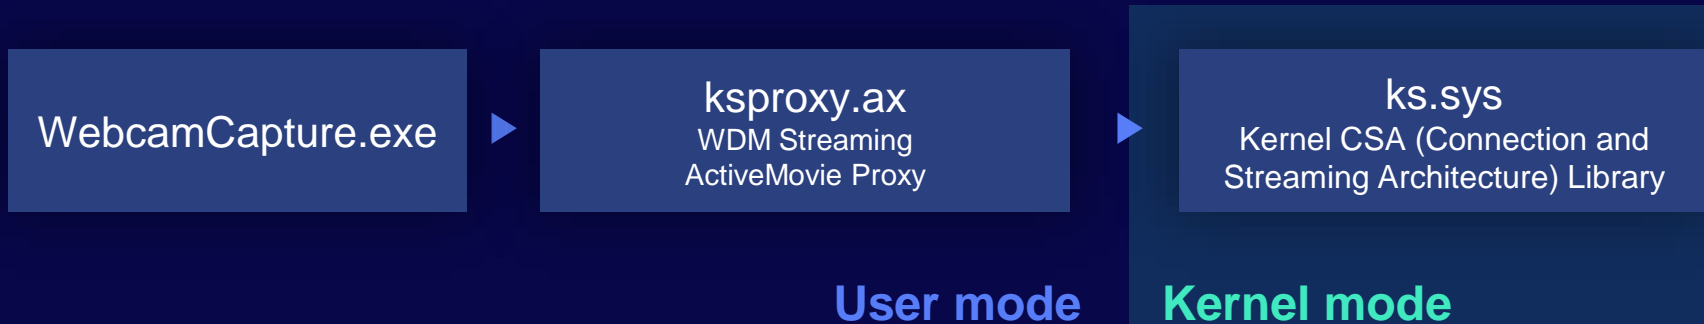 WebcamCapture.exe
ksproxy.ax
WDM Streaming
ActiveMovie Proxy
ks.sys
Kernel CSA (Connection and
Streaming Architecture) Library
User mode
Kernel mode